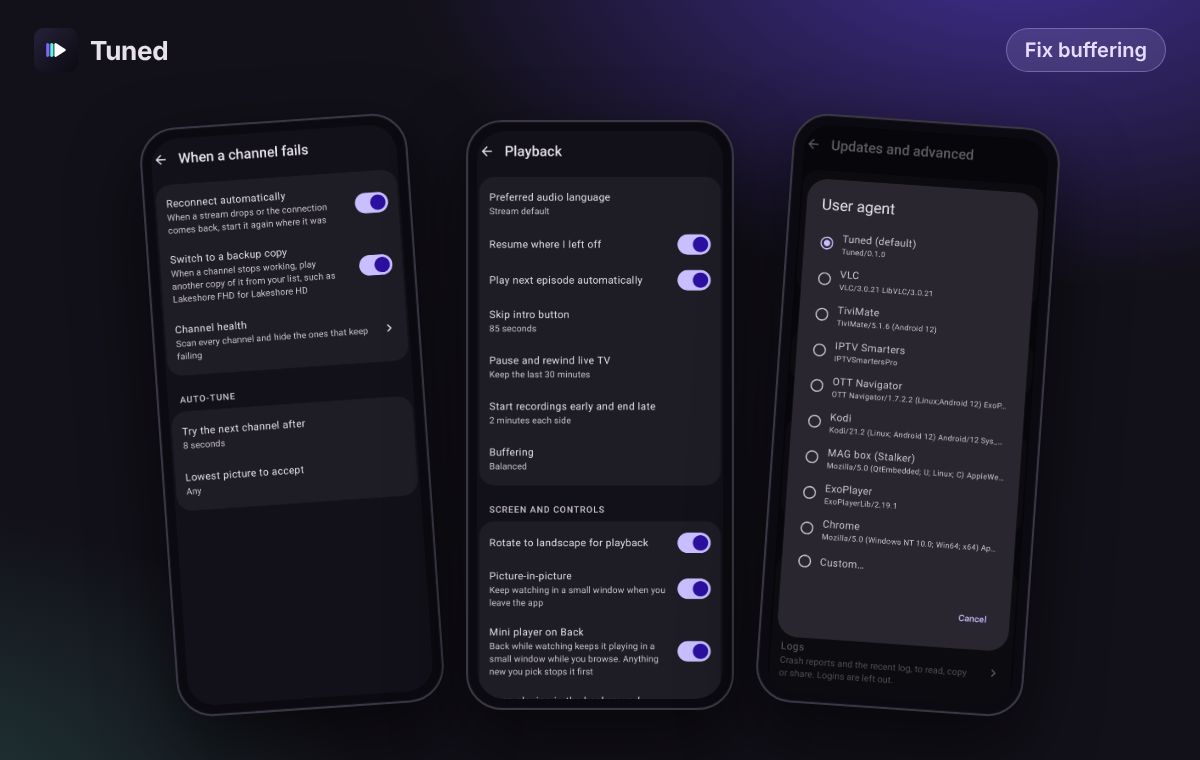 Tuned
Fix buffering
When a channel fails
Reconnect automatically
When a stream drops or the connection
comes back, start it again where it was
Switch to a backup copy
When a channel stops working, play
another copy of it from your list, such as
Lakeshore FHD for Lakeshore HD
Channel health
Scan every channel and hide the ones that keep
failing
AUTO-TUNE
Try the next channel after
8 seconds
Lowest picture to accept
Any
Playback
Preferred audio language
Stream default
Resume where I left off
Play next episode automatically
Skip intro button
85 seconds
Pause and rewind live TV
Keep the last 30 minutes
Start recordings early and end late
2 minutes each side
Buffering
Balanced
SCREEN AND CONTROLS
Rotate to landscape for playback
Picture-in-picture
Keep watching in a small window when you
leave the app
Mini player on Back
Back while watching keeps it playing in a
small window while you browse. Anything
new you pick stops it first
Updates and advanced
User agent
Tuned (default)
Tuned/0.1.0
VLC
VLC/3.0.21 LibVLC/3.0.21
TiviMate
TiviMate/5.1.6 (Android 12)
IPTV Smarters
IPTVSmartersPro
OTT Navigator
OTT Navigator/1.7.2.2 (Linux;Android 12) ExoP...
Kodi
Kodi/21.2 (Linux; Android 12) Android/12 Sys_...
MAG box (Stalker)
Mozilla/5.0 (QtEmbedded; U; Linux; C) AppleWe...
ExoPlayer
ExoPlayerLib/2.19.1
Chrome
Mozilla/5.0 (Windows NT 10.0; Win64; x64) Ap...
Custom...
Cancel
Logs
Crash reports and the recent log, to read, copy
or share. Logins are left out.